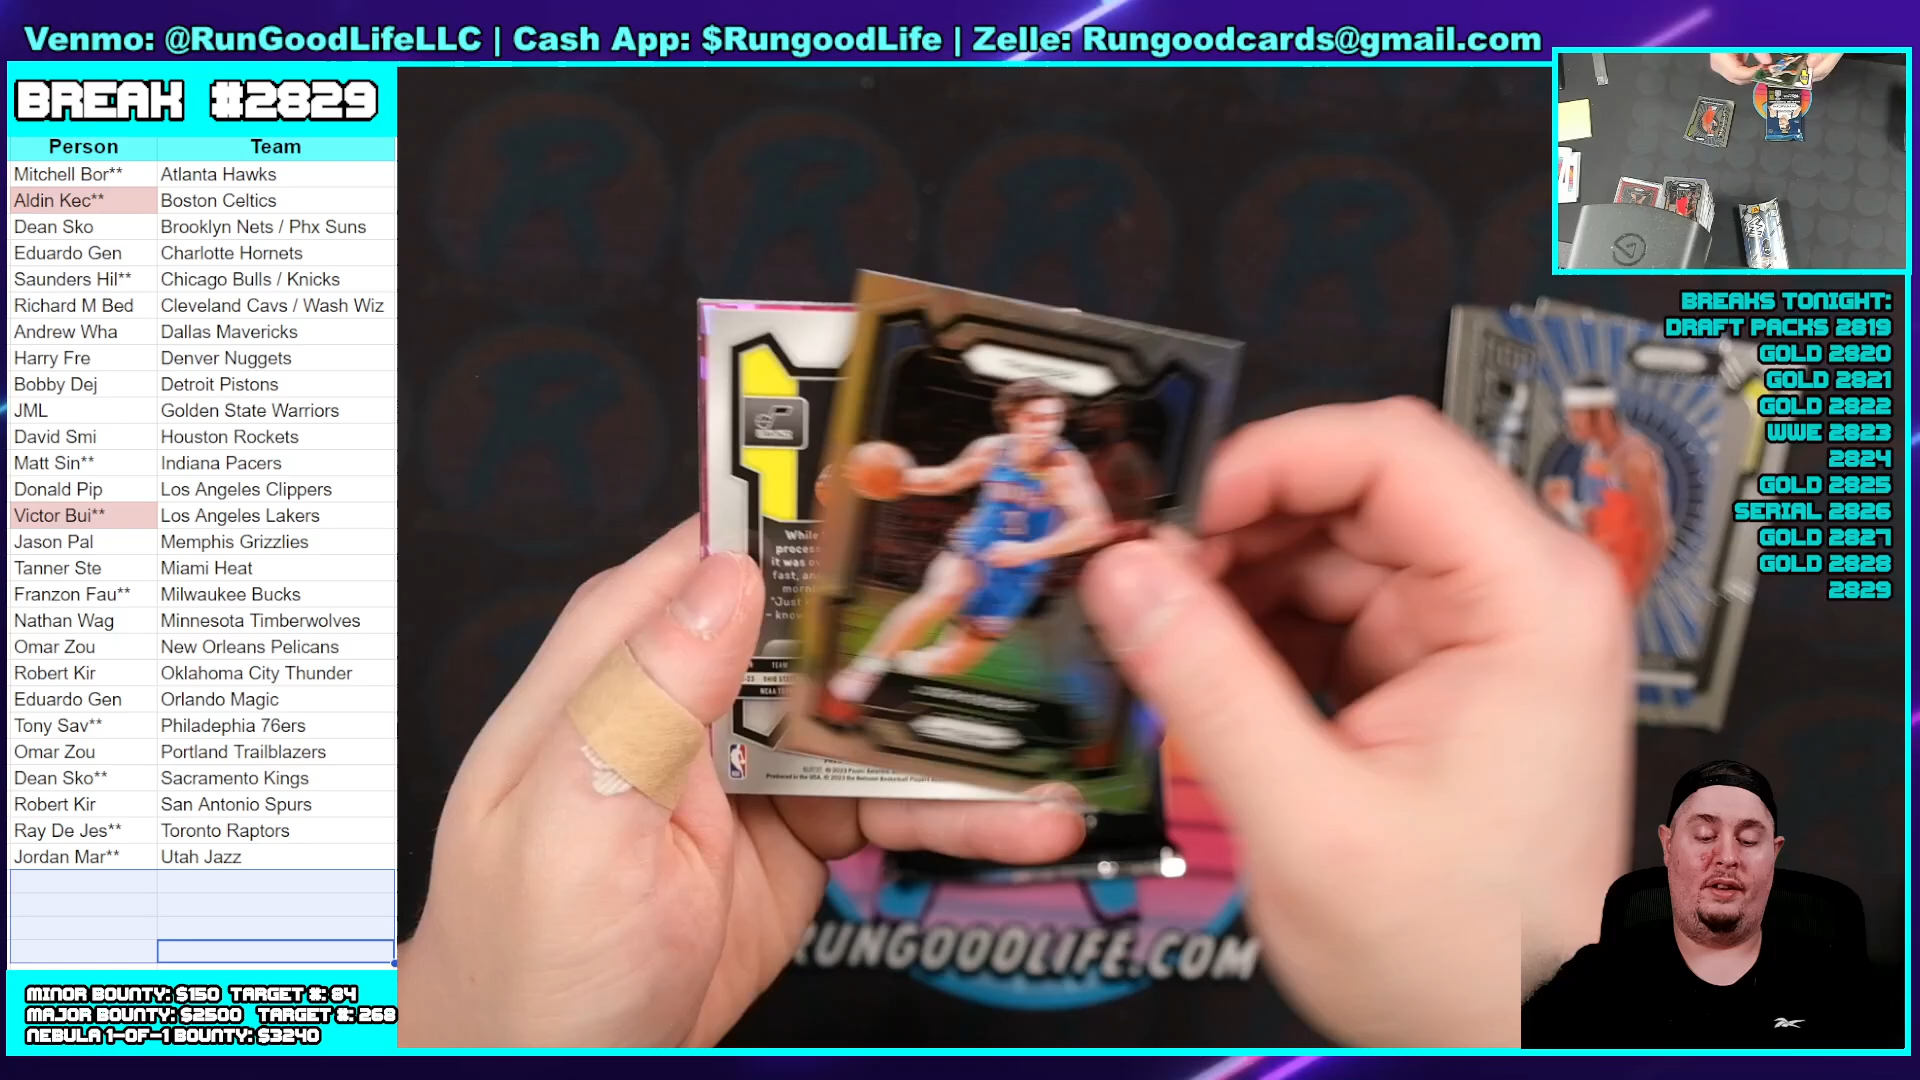 Venmo: @RunGoodLifeLLC | Cash App: $RungoodLife | Zelle: Rungoodcards@gmail.com
BREAK #2829
Person Team
Mitchell Bor** Atlanta Hawks
Aldin Kec** Boston Celtics
Dean Sko Brooklyn Nets / Phx Suns
Eduardo Gen Charlotte Hornets
Saunders Hil** Chicago Bulls / Knicks
Richard M Bed Cleveland Cavs / Wash Wiz
Andrew Wha Dallas Mavericks
Harry Fre Denver Nuggets
Bobby Dej Detroit Pistons
JML Golden State Warriors
David Smi Houston Rockets
Matt Sin** Indiana Pacers
Donald Pip Los Angeles Clippers
Victor Bui** Los Angeles Lakers
Jason Pal Memphis Grizzlies
Tanner Ste Miami Heat
Franzon Fau** Milwaukee Bucks
Nathan Wag Minnesota Timberwolves
Omar Zou New Orleans Pelicans
Robert Kir Oklahoma City Thunder
Eduardo Gen Orlando Magic
Tony Sav** Philadephia 76ers
Omar Zou Portland Trailblazers
Dean Sko** Sacramento Kings
Robert Kir San Antonio Spurs
Ray De Jes** Toronto Raptors
Jordan Mar** Utah Jazz
MINOR BOUNTY: $150 TARGET #: 84
MAJOR BOUNTY: $2500 TARGET #: 268
NEBULA 1-OF-1 BOUNTY: $3240
BREAKS TONIGHT:
DRAFT PACKS 2819
GOLD 2820
GOLD 2821
GOLD 2822
WWE 2823
2824
GOLD 2825
SERIAL 2826
GOLD 2827
GOLD 2828
2829
While
it was
fast, an
"Just
- know
TEAM
RUNGOODLIFE.COM